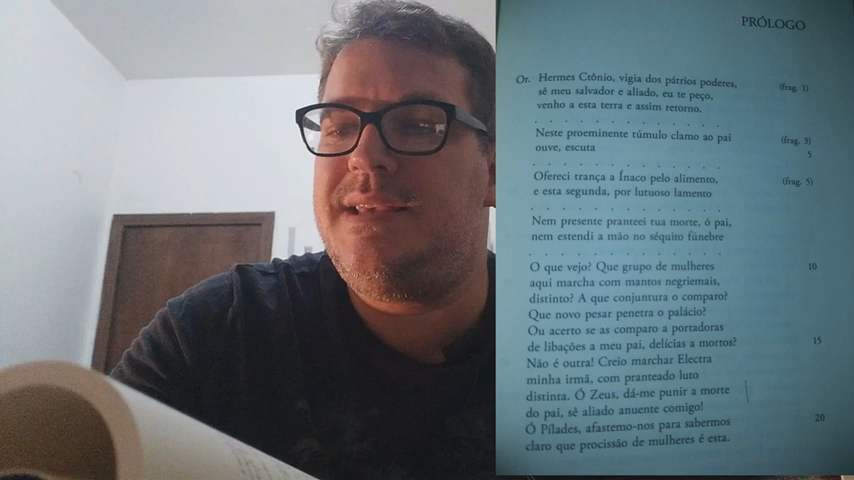 PRÓLOGO
Or. Hermes Ctônio, vigia dos pátrios poderes, (frag. 1)
sê meu salvador e aliado, eu te peço,
venho a esta terra e assim retorno.
. . . . . . . . . . . .
Neste proeminente túmulo clamo ao pai (frag. 3)
ouve, escuta 5
. . . . . . . . . . . .
Ofereci trança a Ínaco pelo alimento, (frag. 5)
e esta segunda, por lutuoso lamento
. . . . . . . . . . . .
Nem presente pranteei tua morte, ó pai,
nem estendi a mão no séquito fúnebre
. . . . . . . . . . . .
O que vejo? Que grupo de mulheres 10
aqui marcha com mantos negriemais,
distinto? A que conjuntura o comparo?
Que novo pesar penetra o palácio?
Ou acerto se as comparo a portadoras
de libações a meu pai, delícias a mortos? 15
Não é outra! Creio marchar Electra
minha irmã, com pranteado luto
distinta. Ó Zeus, dá-me punir a morte
do pai, sê aliado anuente comigo!
Ó Pílades, afastemo-nos para sabermos 20
claro que procissão de mulheres é esta.